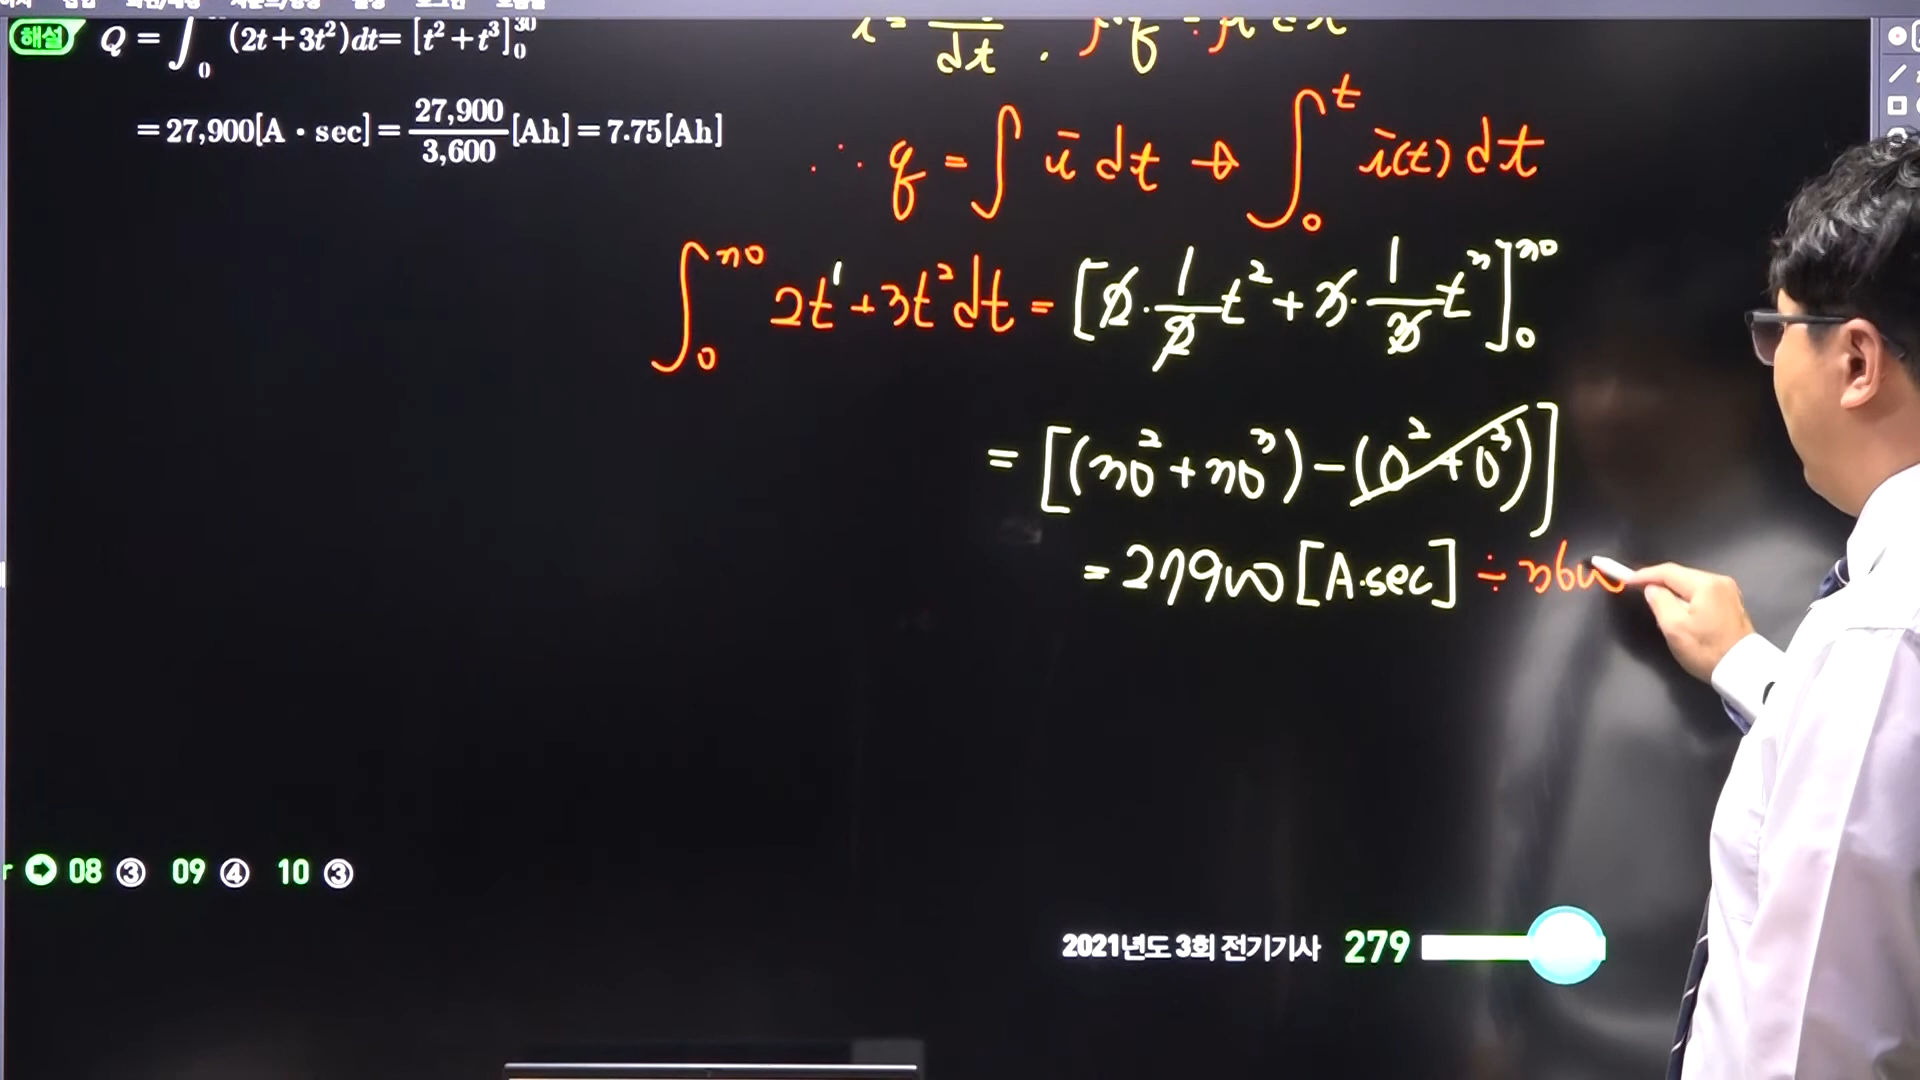 해설 Q = ∫₀ (2t+3t²)dt = [t²+t³]₀³⁰
= 27,900[A · sec] = 27,900/3,600 [Ah] = 7.75[Ah]
dt
∴ q = ∫ i dt → ∫₀ᵗ i(t) dt
∫₀³⁰ 2t¹+3t² dt = [2 · 1/2 t² + 3 · 1/3 t³]₀³⁰
= [(30²+30³) − (0²+0³)]
= 27900 [A·sec] ÷ 3600
08 ③ 09 ④ 10 ③
2021년도 3회 전기기사 279